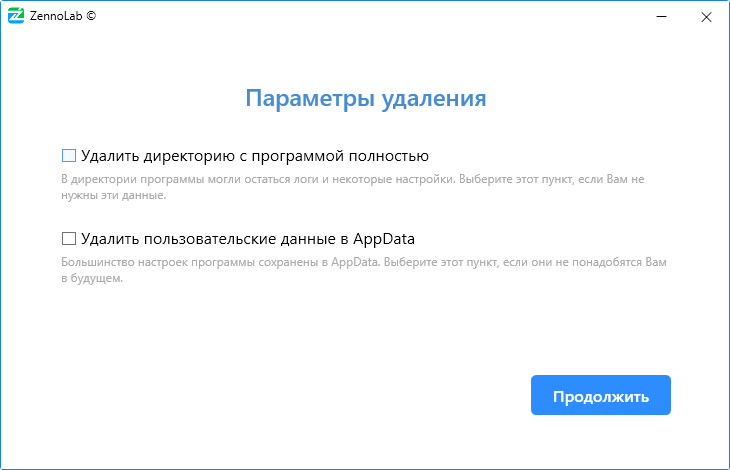 ZennoLab ©
Параметры удаления
Удалить директорию с программой полностью
В директории программы могли остаться логи и некоторые настройки. Выберите этот пункт, если Вам не
нужны эти данные.
Удалить пользовательские данные в AppData
Большинство настроек программы сохранены в AppData. Выберите этот пункт, если они не понадобятся Вам
в будущем.
Продолжить